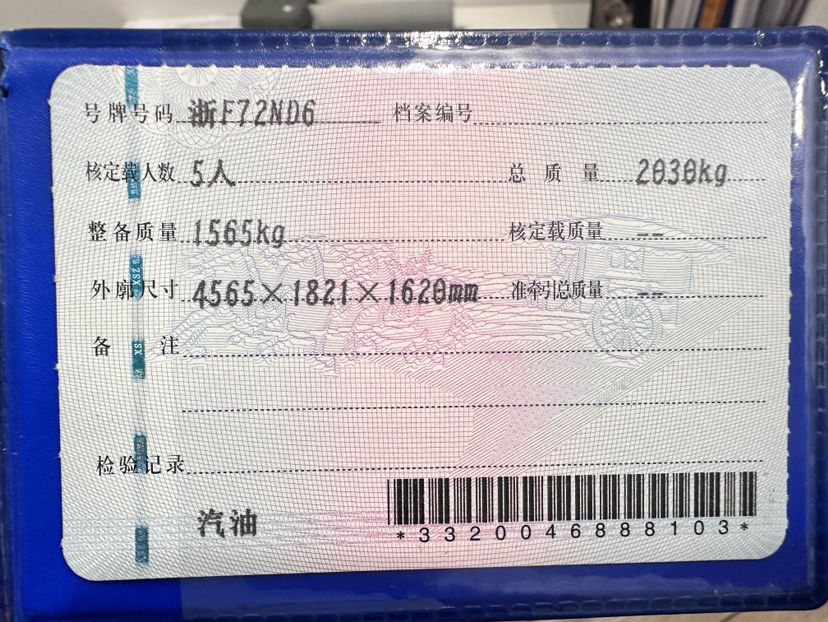 号牌号码 浙F72ND6 档案编号
核定载人数 5人 总质量 2030kg
整备质量 1565kg 核定载质量 --
外廓尺寸 4565×1821×1620mm 准牵引总质量 --
备注
检验记录
汽油
*3320046888103*